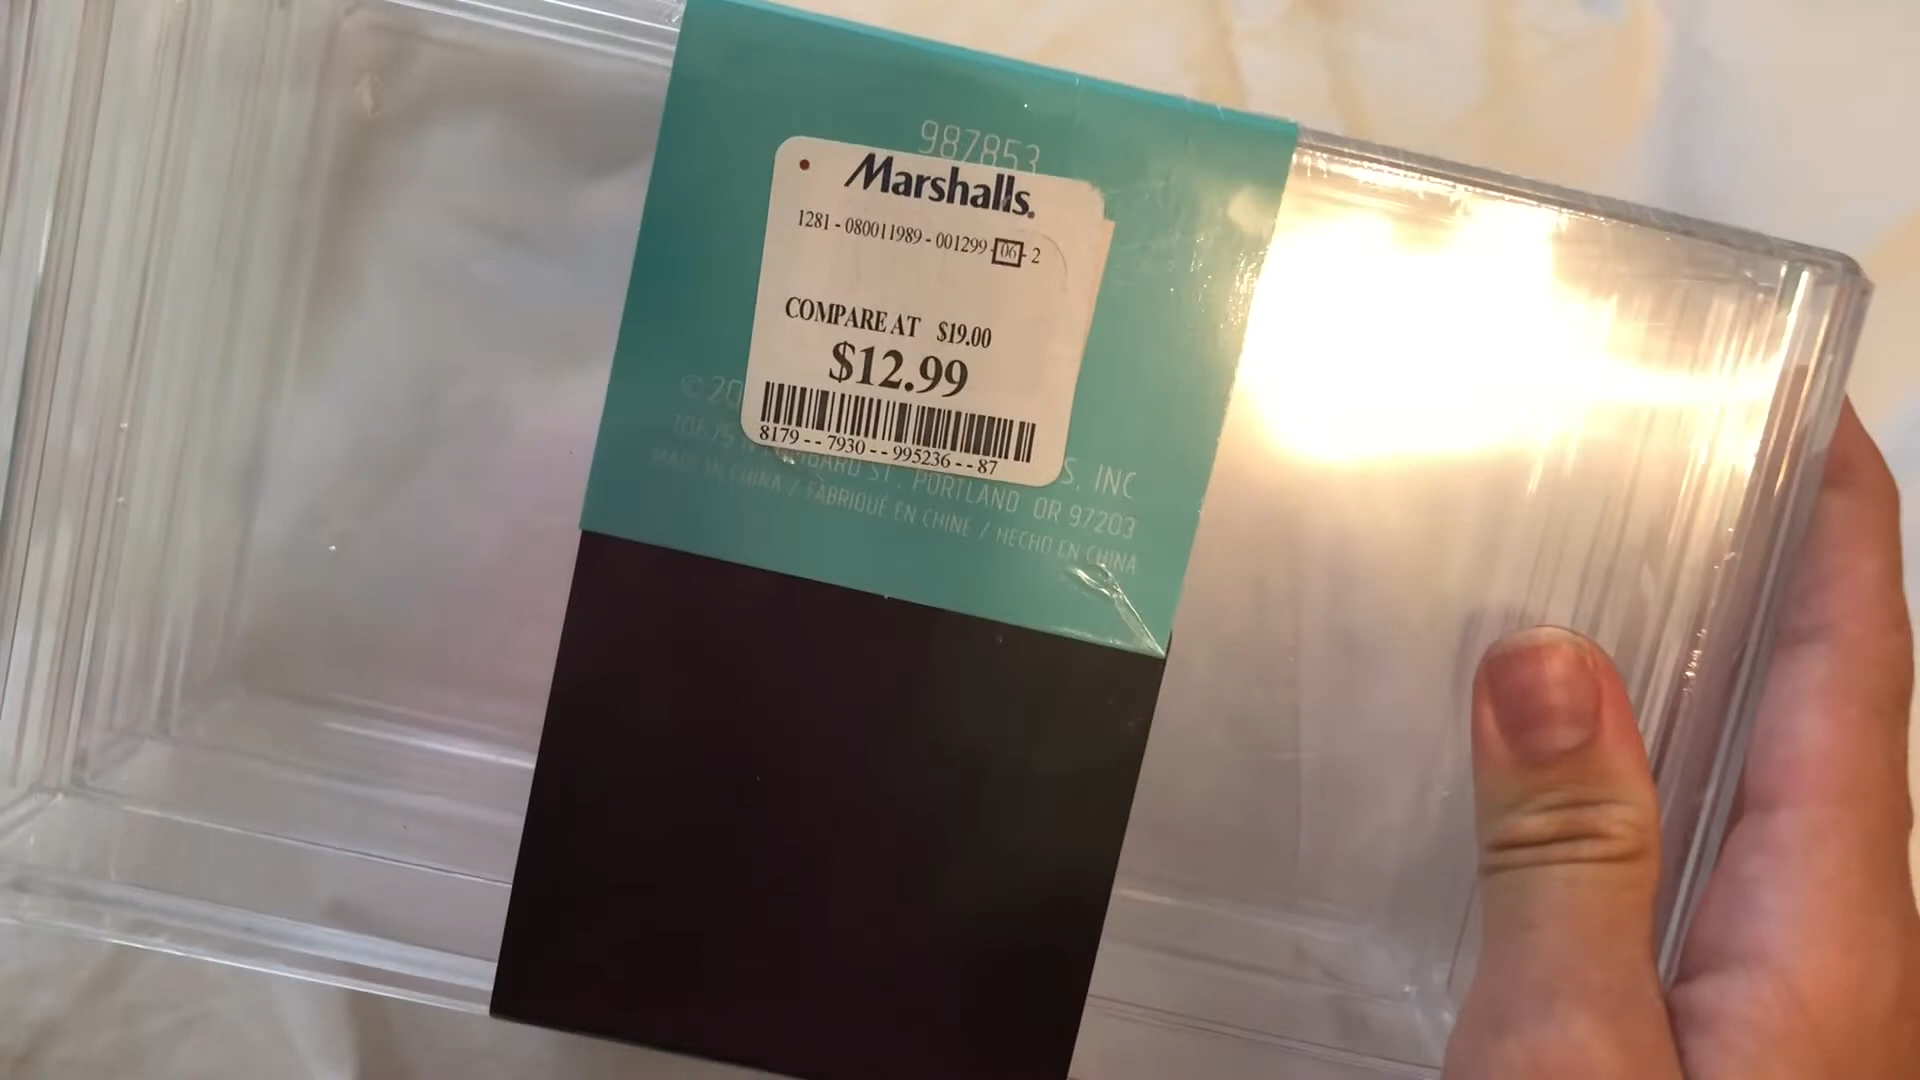 987853
Marshalls.
1281 - 080011989 - 001299 - 06 - 2
COMPARE AT $19.00
$12.99
8179 - - 7930 - - 995236 - - 87
© 20
S, INC
ST. PORTLAND OR 97203
MADE IN CHINA / FABRIQUÉ EN CHINE / HECHO EN CHINA